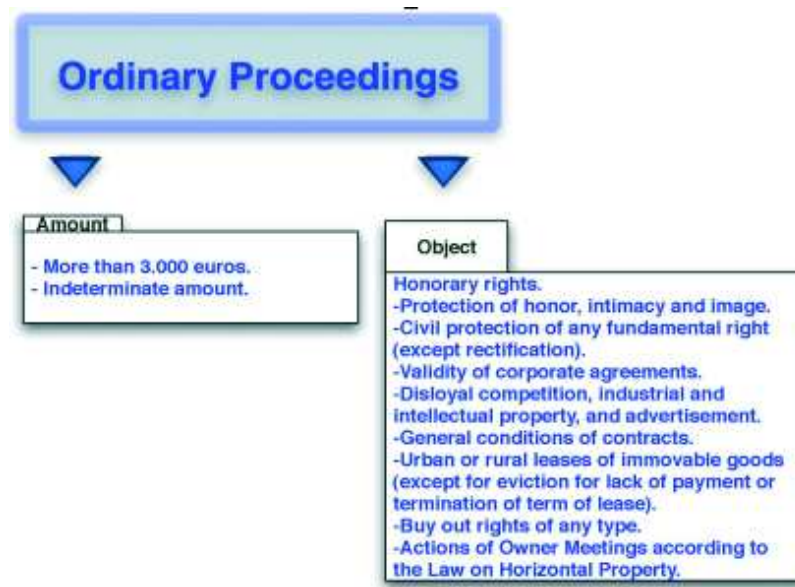 Ordinary Proceedings
Amount
- More than 3.000 euros.
- Indeterminate amount.
Object
Honorary rights.
-Protection of honor, intimacy and image.
-Civil protection of any fundamental right
(except rectification).
-Validity of corporate agreements.
-Disloyal competition, industrial and
intellectual property, and advertisement.
-General conditions of contracts.
-Urban or rural leases of immovable goods
(except for eviction for lack of payment or
termination of term of lease).
-Buy out rights of any type.
-Actions of Owner Meetings according to
the Law on Horizontal Property.